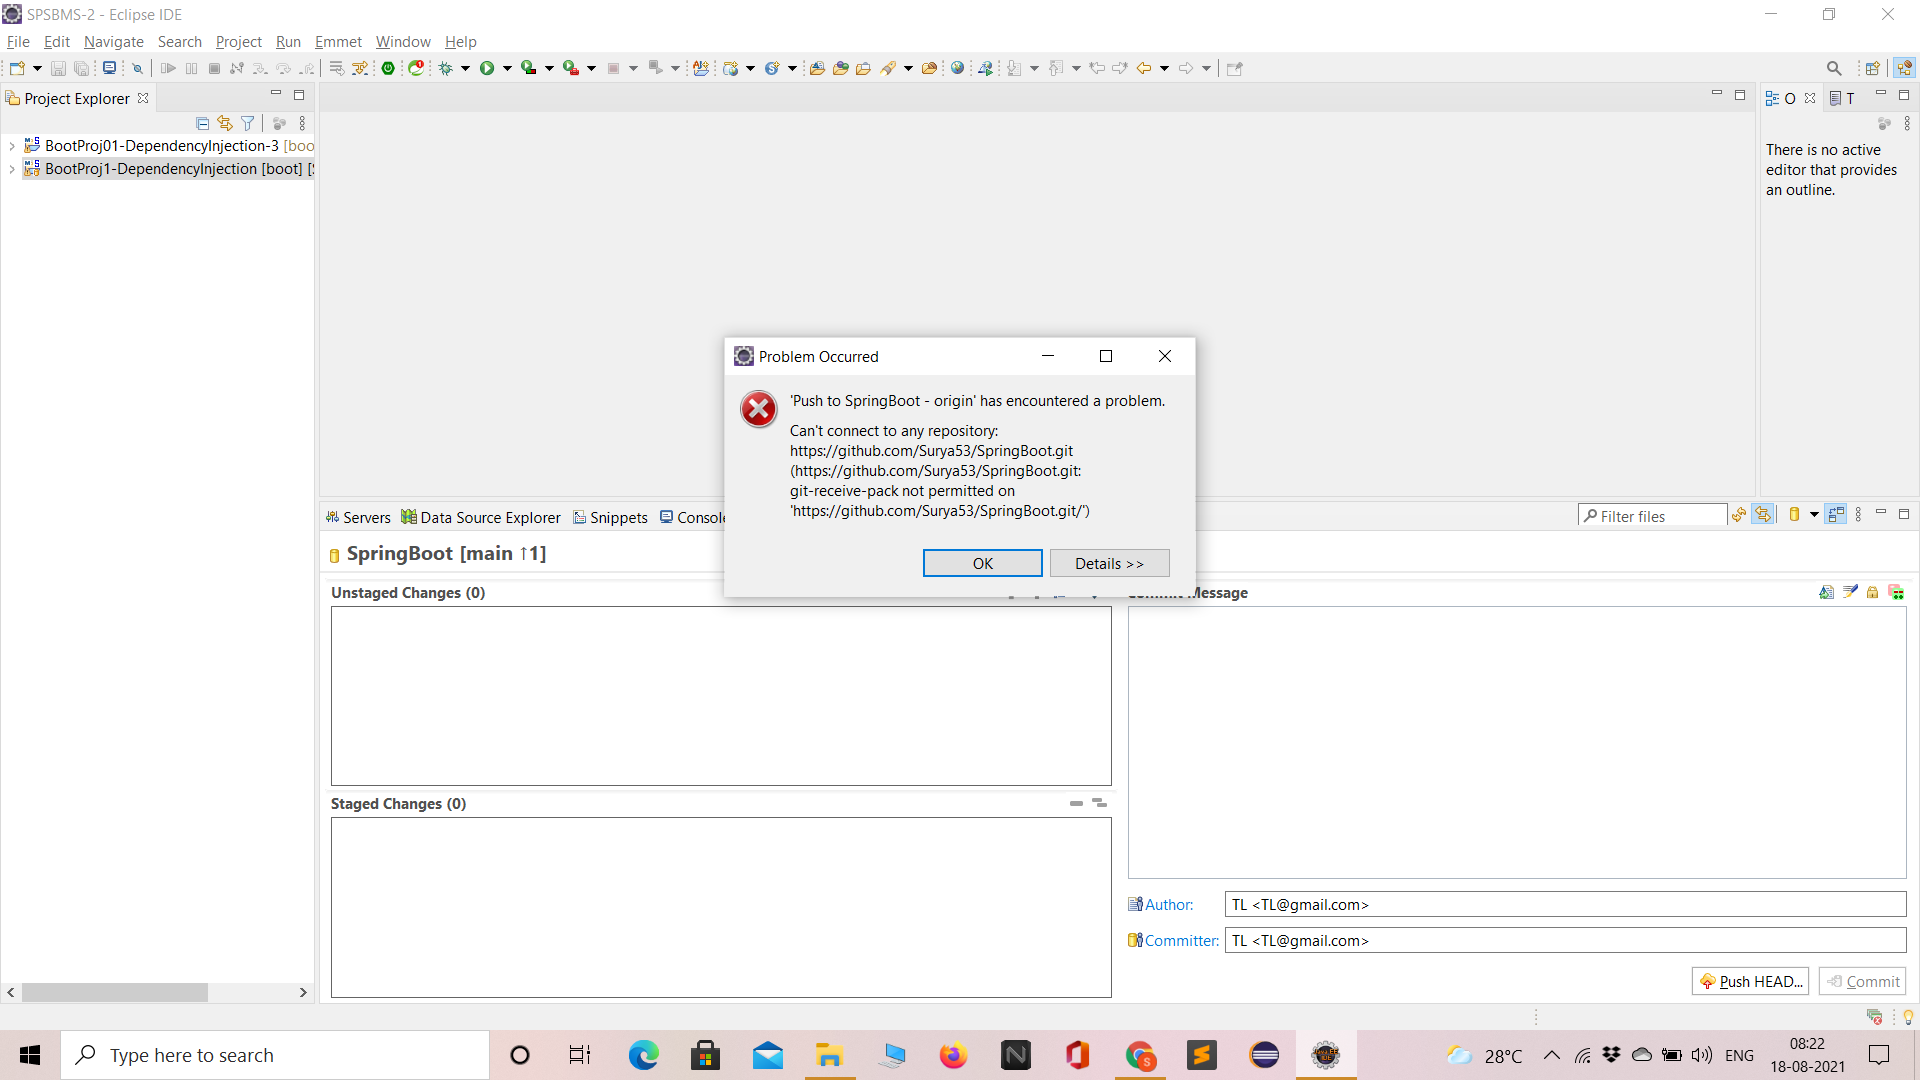 SPSBMS-2 - Eclipse IDE
File Edit Navigate Search Project Run Emmet Window Help
Project Explorer
BootProj01-DependencyInjection-3 [boo
BootProj1-DependencyInjection [boot] [
O
T
There is no active
editor that provides
an outline.
Problem Occurred
'Push to SpringBoot - origin' has encountered a problem.
Can't connect to any repository:
https://github.com/Surya53/SpringBoot.git
(https://github.com/Surya53/SpringBoot.git:
git-receive-pack not permitted on
'https://github.com/Surya53/SpringBoot.git/')
OK
Details >>
Servers Data Source Explorer Snippets Console
Filter files
SpringBoot [main ↑1]
Unstaged Changes (0)
Staged Changes (0)
Commit Message
Author: TL <TL@gmail.com>
Committer: TL <TL@gmail.com>
Push HEAD...
Commit
Type here to search
28°C
ENG
08:22
18-08-2021